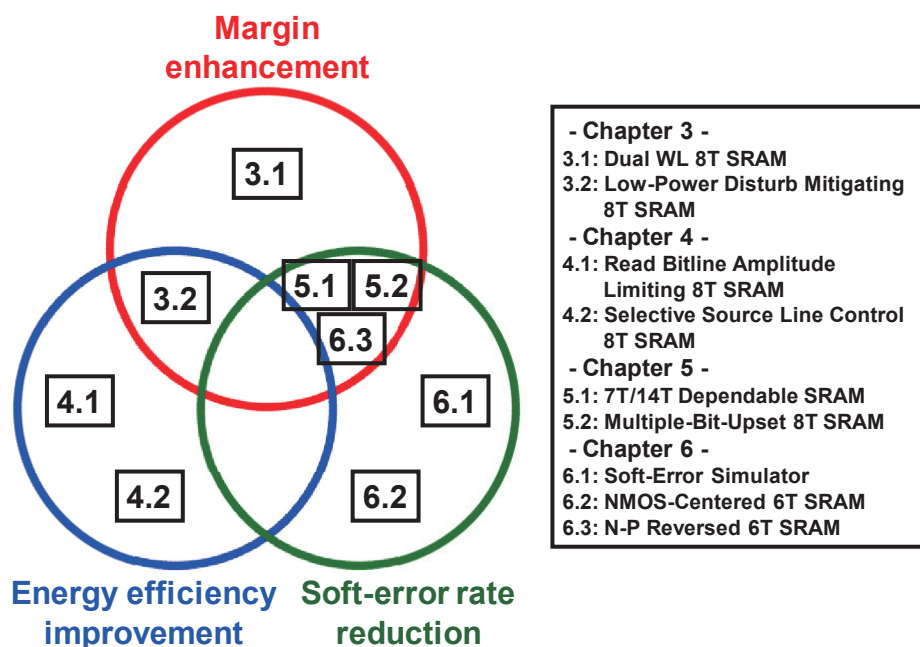 Margin
enhancement
3.1
3.2
5.1
5.2
6.3
4.1
6.1
4.2
6.2
Energy efficiency
improvement
Soft-error rate
reduction
- Chapter 3 -
3.1: Dual WL 8T SRAM
3.2: Low-Power Disturb Mitigating
8T SRAM
- Chapter 4 -
4.1: Read Bitline Amplitude
Limiting 8T SRAM
4.2: Selective Source Line Control
8T SRAM
- Chapter 5 -
5.1: 7T/14T Dependable SRAM
5.2: Multiple-Bit-Upset 8T SRAM
- Chapter 6 -
6.1: Soft-Error Simulator
6.2: NMOS-Centered 6T SRAM
6.3: N-P Reversed 6T SRAM